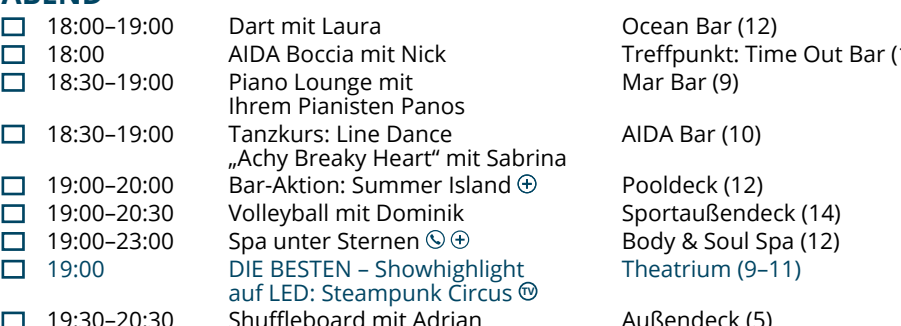 ABEND
18:00–19:00 Dart mit Laura Ocean Bar (12)
18:00 AIDA Boccia mit Nick Treffpunkt: Time Out Bar
18:30–19:00 Piano Lounge mit Mar Bar (9)
Ihrem Pianisten Panos
18:30–19:00 Tanzkurs: Line Dance AIDA Bar (10)
„Achy Breaky Heart“ mit Sabrina
19:00–20:00 Bar-Aktion: Summer Island Pooldeck (12)
19:00–20:30 Volleyball mit Dominik Sportaußendeck (14)
19:00–23:00 Spa unter Sternen Body & Soul Spa (12)
19:00 DIE BESTEN – Showhighlight Theatrium (9–11)
auf LED: Steampunk Circus TV
19:30–20:30 Shuffleboard mit Adrian Außendeck (5)